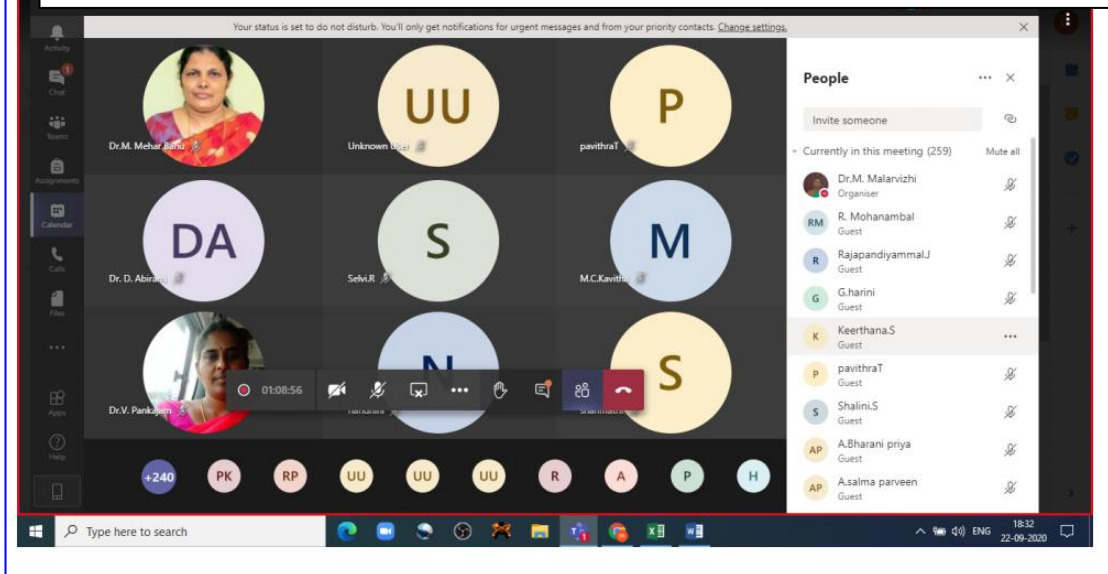 Your status is set to do not disturb. You'll only get notifications for urgent messages and from your priority contacts. Change settings.
Activity
Chat
1
Teams
Assignments
Calendar
Calls
Files
Apps
Help
Dr.M. Mehar Banu
UU
Unknown User
P
pavithraT
DA
Dr. D. Abirami
S
Selvi.R
M
M.C.Kavitha
Dr.V. Pankajam
N
S
01:08:56
+240
PK
RP
UU
UU
UU
R
A
P
H
People
Invite someone
Currently in this meeting (259) Mute all
Dr.M. Malarvizhi
Organiser
RM
R. Mohanambal
Guest
R
Rajapandiyammal.J
Guest
G
G.harini
Guest
K
Keerthana.S
Guest
P
pavithraT
Guest
S
Shalini.S
Guest
AP
A.Bharani priya
Guest
AP
A.salma parveen
Guest
Type here to search
ENG
18:32
22-09-2020